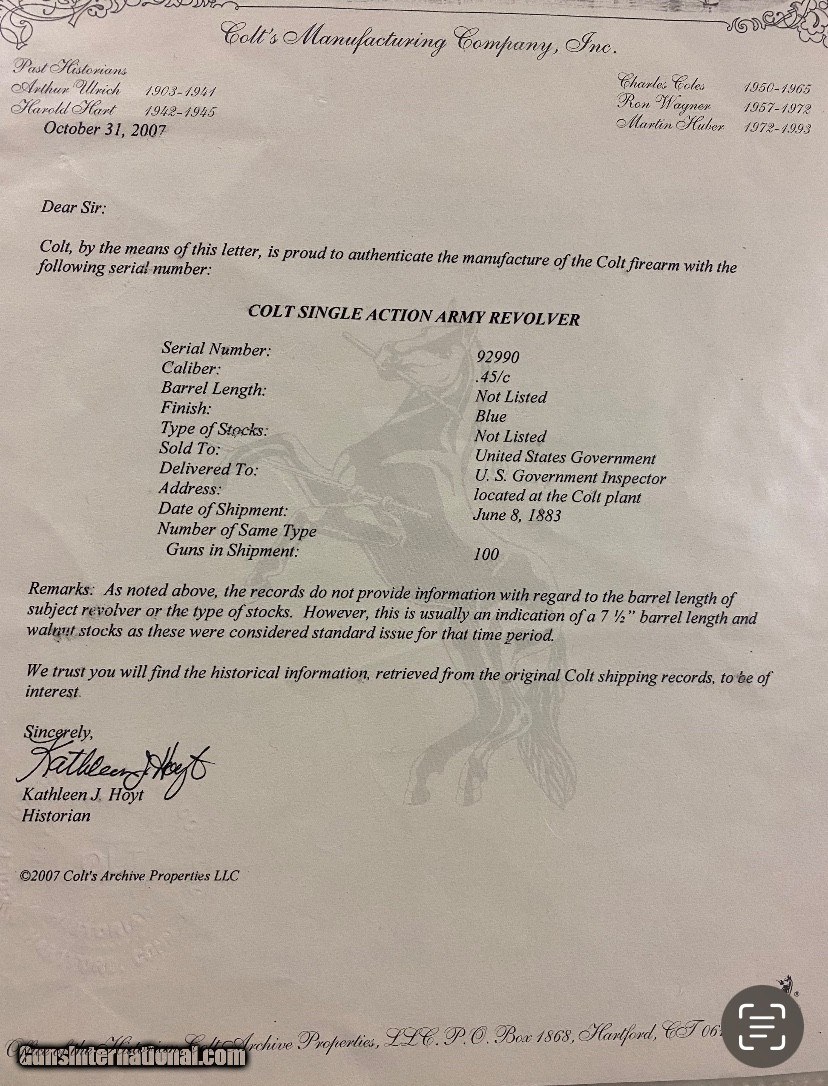 Colt's Manufacturing Company, Inc.
Past Historians
Arthur Ulrich 1903-1941
Harold Hart 1942-1945
Charles Coles 1950-1965
Ron Wagner 1957-1972
Martin Huber 1972-1993
October 31, 2007
Dear Sir:
Colt, by the means of this letter, is proud to authenticate the manufacture of the Colt firearm with the
following serial number:
COLT SINGLE ACTION ARMY REVOLVER
Serial Number: 92990
Caliber: .45/c
Barrel Length: Not Listed
Finish: Blue
Type of Stocks: Not Listed
Sold To: United States Government
Delivered To: U. S. Government Inspector
Address: located at the Colt plant
Date of Shipment: June 8, 1883
Number of Same Type
Guns in Shipment: 100
Remarks: As noted above, the records do not provide information with regard to the barrel length of
subject revolver or the type of stocks. However, this is usually an indication of a 7 ½" barrel length and
walnut stocks as these were considered standard issue for that time period.
We trust you will find the historical information, retrieved from the original Colt shipping records, to be of
interest.
Sincerely,
Kathleen J. Hoyt
Kathleen J. Hoyt
Historian
©2007 Colt's Archive Properties LLC
Archive Properties, LLC. P.O. Box 1868, Hartford, CT 06
GunsInternational.com